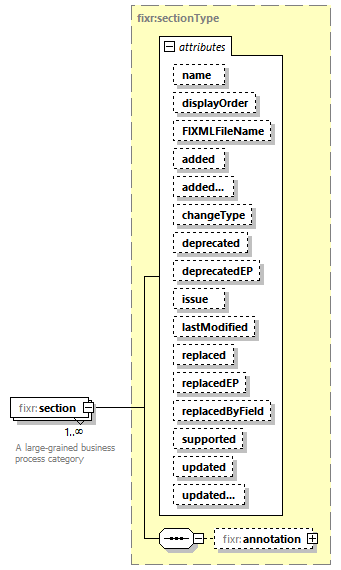 fixr:sectionType
attributes
name
displayOrder
FIXMLFileName
added
added...
changeType
deprecated
deprecatedEP
issue
lastModified
replaced
replacedEP
replacedByField
supported
updated
updated...
fixr:section
1..∞
A large-grained business
process category
fixr:annotation